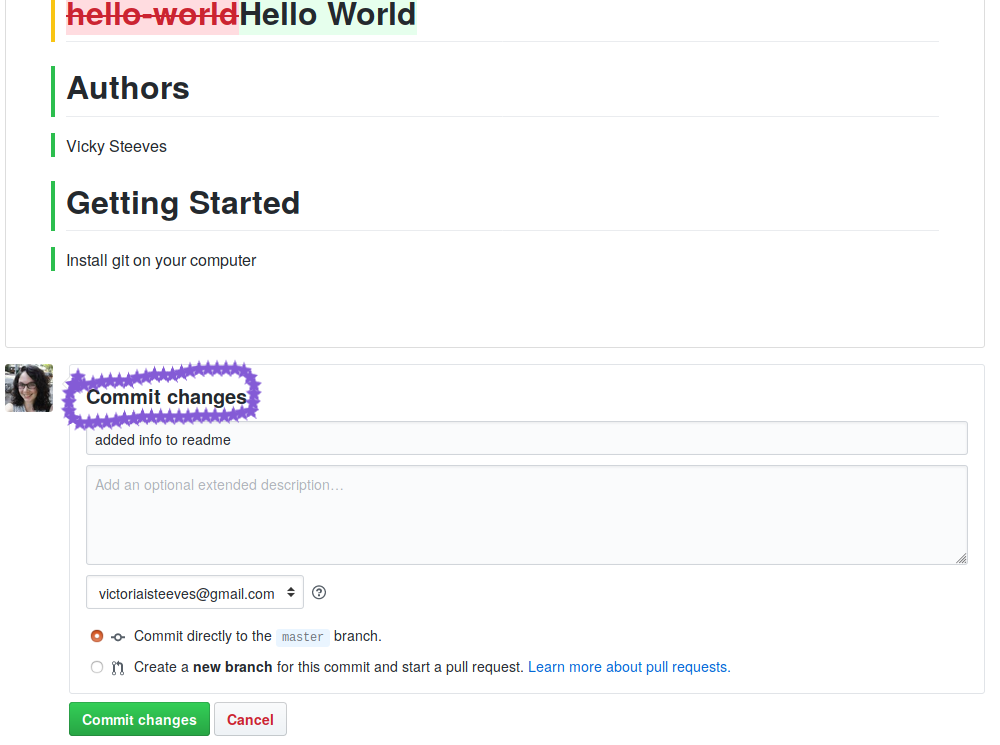 hello-worldHello World
Authors
Vicky Steeves
Getting Started
Install git on your computer
Commit changes
added info to readme
Add an optional extended description…
victoriaisteeves@gmail.com
Commit directly to the master branch.
Create a new branch for this commit and start a pull request. Learn more about pull requests.
Commit changes Cancel